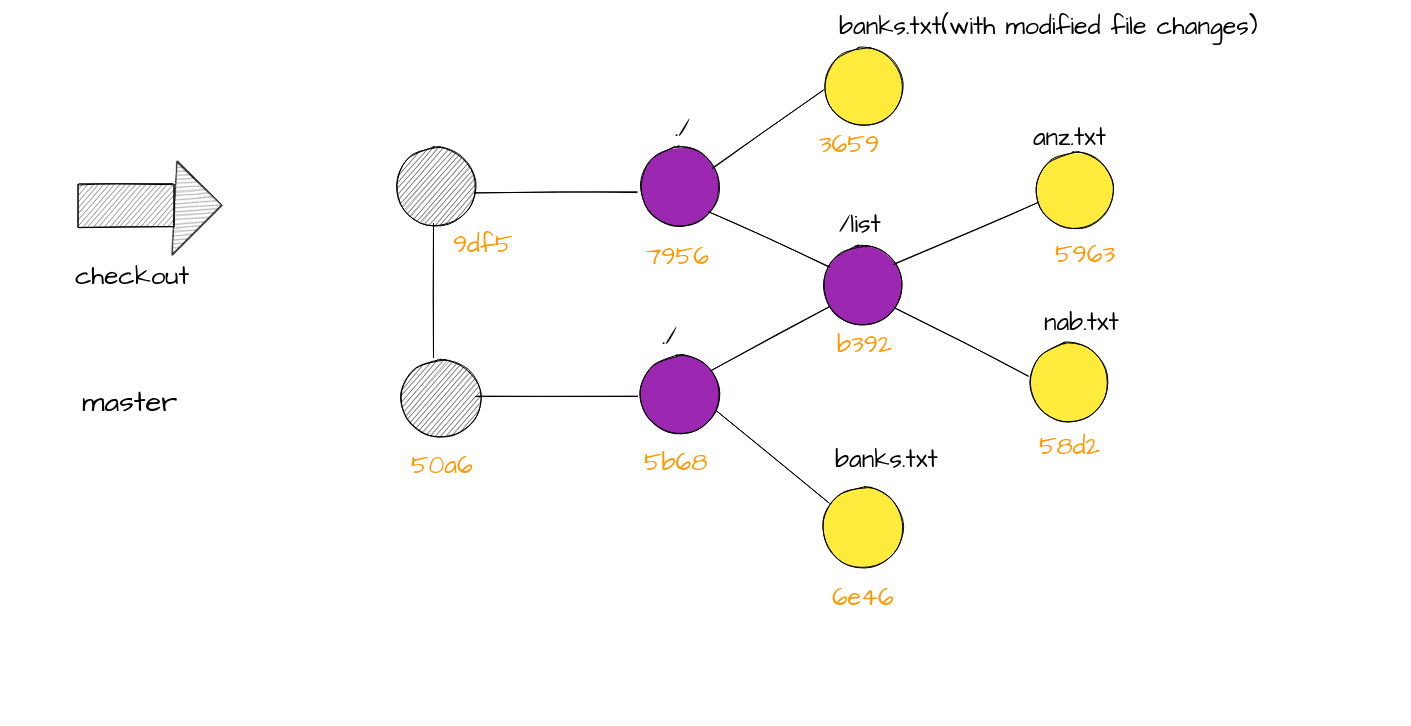 banks.txt(with modified file changes)
3659
./
anz.txt
9df5
7956
/list
5963
checkout
nab.txt
./
b392
master
58d2
50a6
5b68
banks.txt
6e46